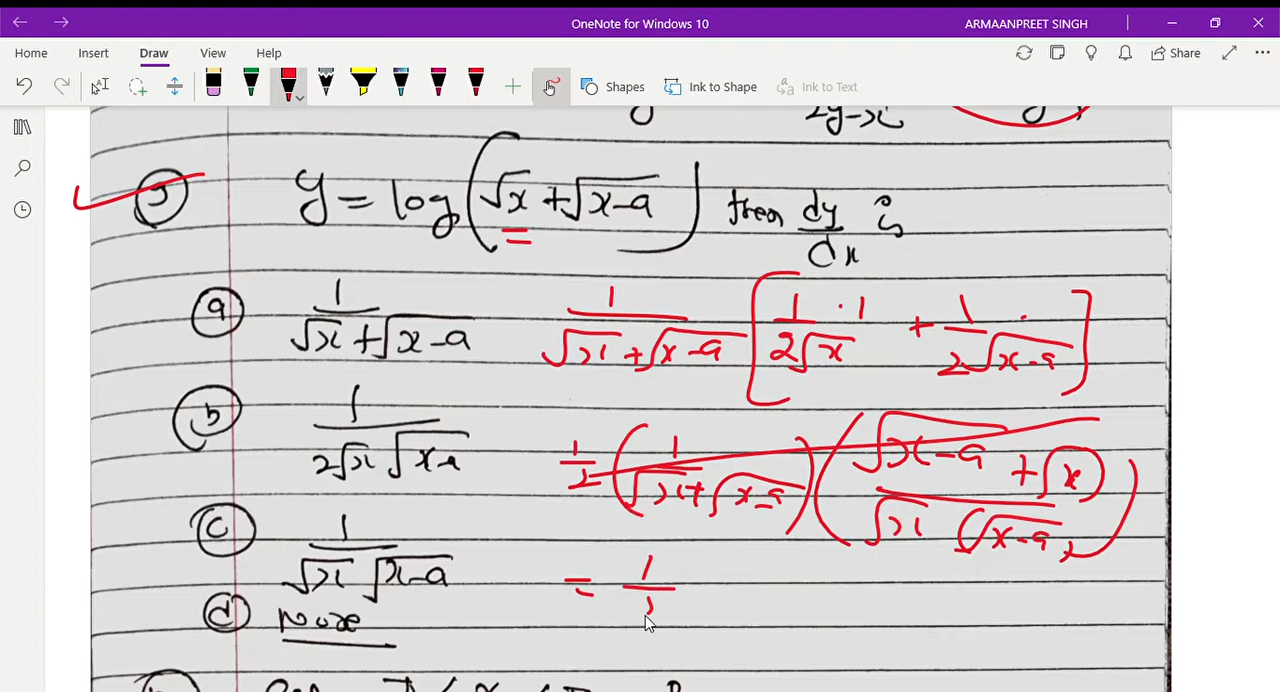 OneNote for Windows 10
ARMAANPREET SINGH
Home Insert Draw View Help
Share
Shapes Ink to Shape Ink to Text
y 2y-x y
y = log(√x + √x-a) then dy/dx is
(a) 1/(√x + √x-a) 1/(√x + √x-a) [1/(2√x) · 1 + 1/(2√x-a) ·]
(b) 1/(2√x √x-a) 1/2 (1/(√x + √x-a)) ((√x-a + √x)/(√x (√x-a)))
(c) 1/(√x √x-a) = 1/
(d) None